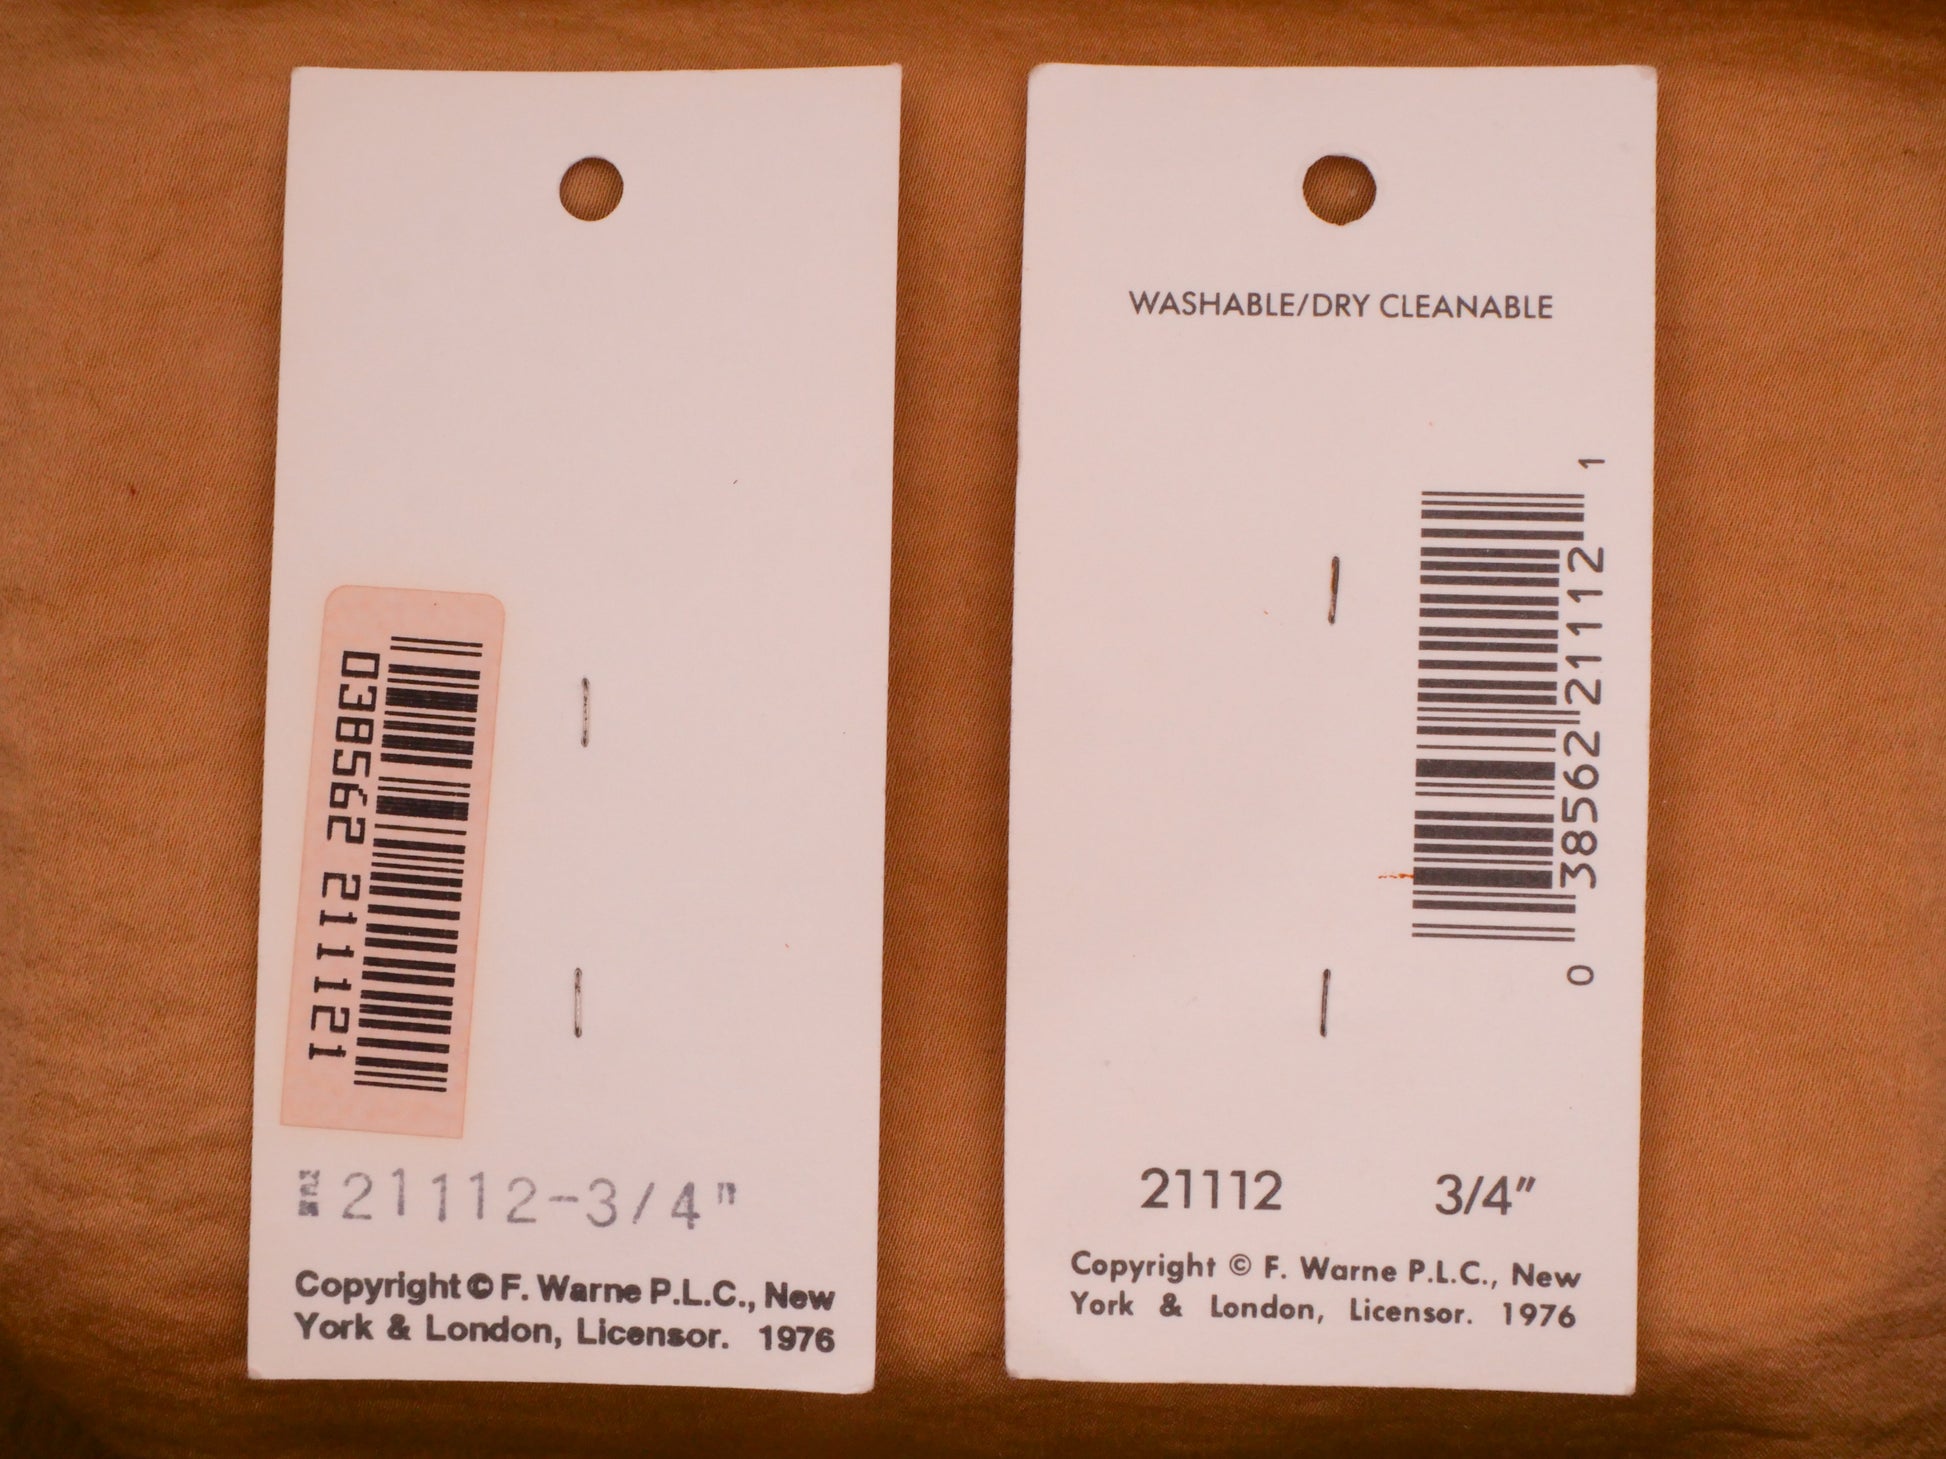 038562 211121
21112-3/4"
Copyright © F. Warne P.L.C., New
York & London, Licensor. 1976
WASHABLE/DRY CLEANABLE
0 38562 21112 1
21112 3/4"
Copyright © F. Warne P.L.C., New
York & London, Licensor. 1976